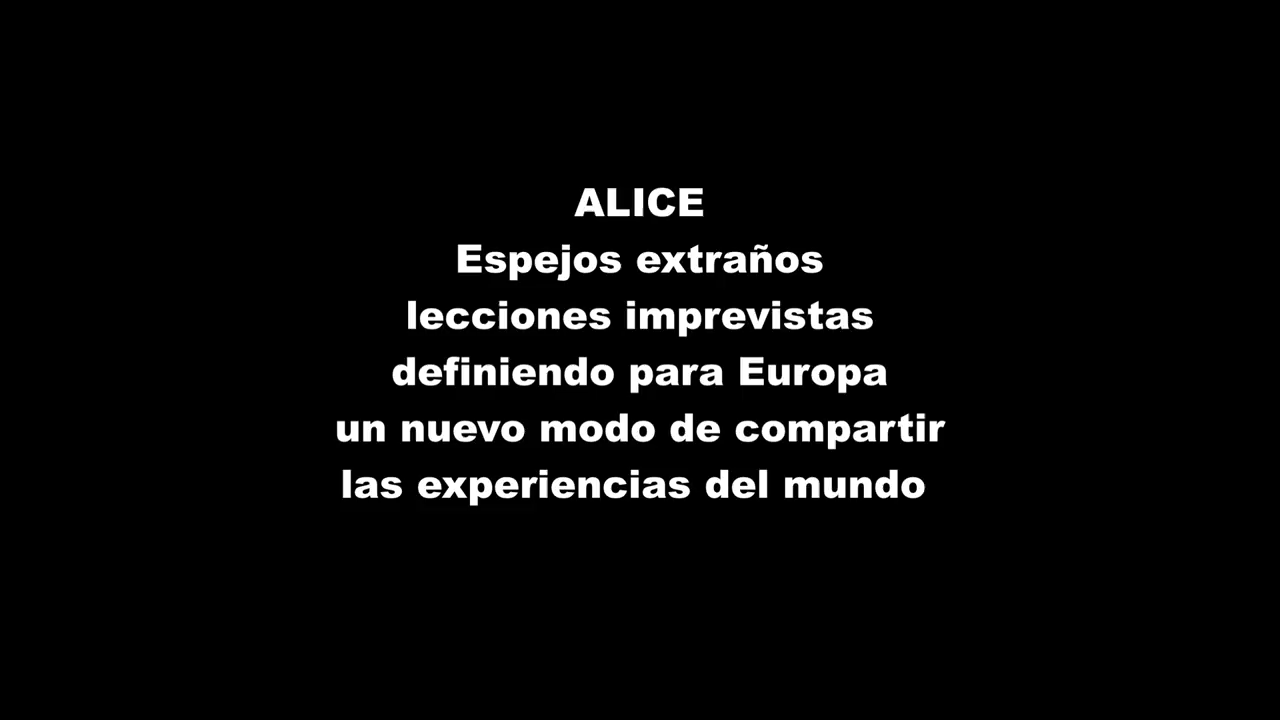 ALICE
Espejos extraños
lecciones imprevistas
definiendo para Europa
un nuevo modo de compartir
las experiencias del mundo